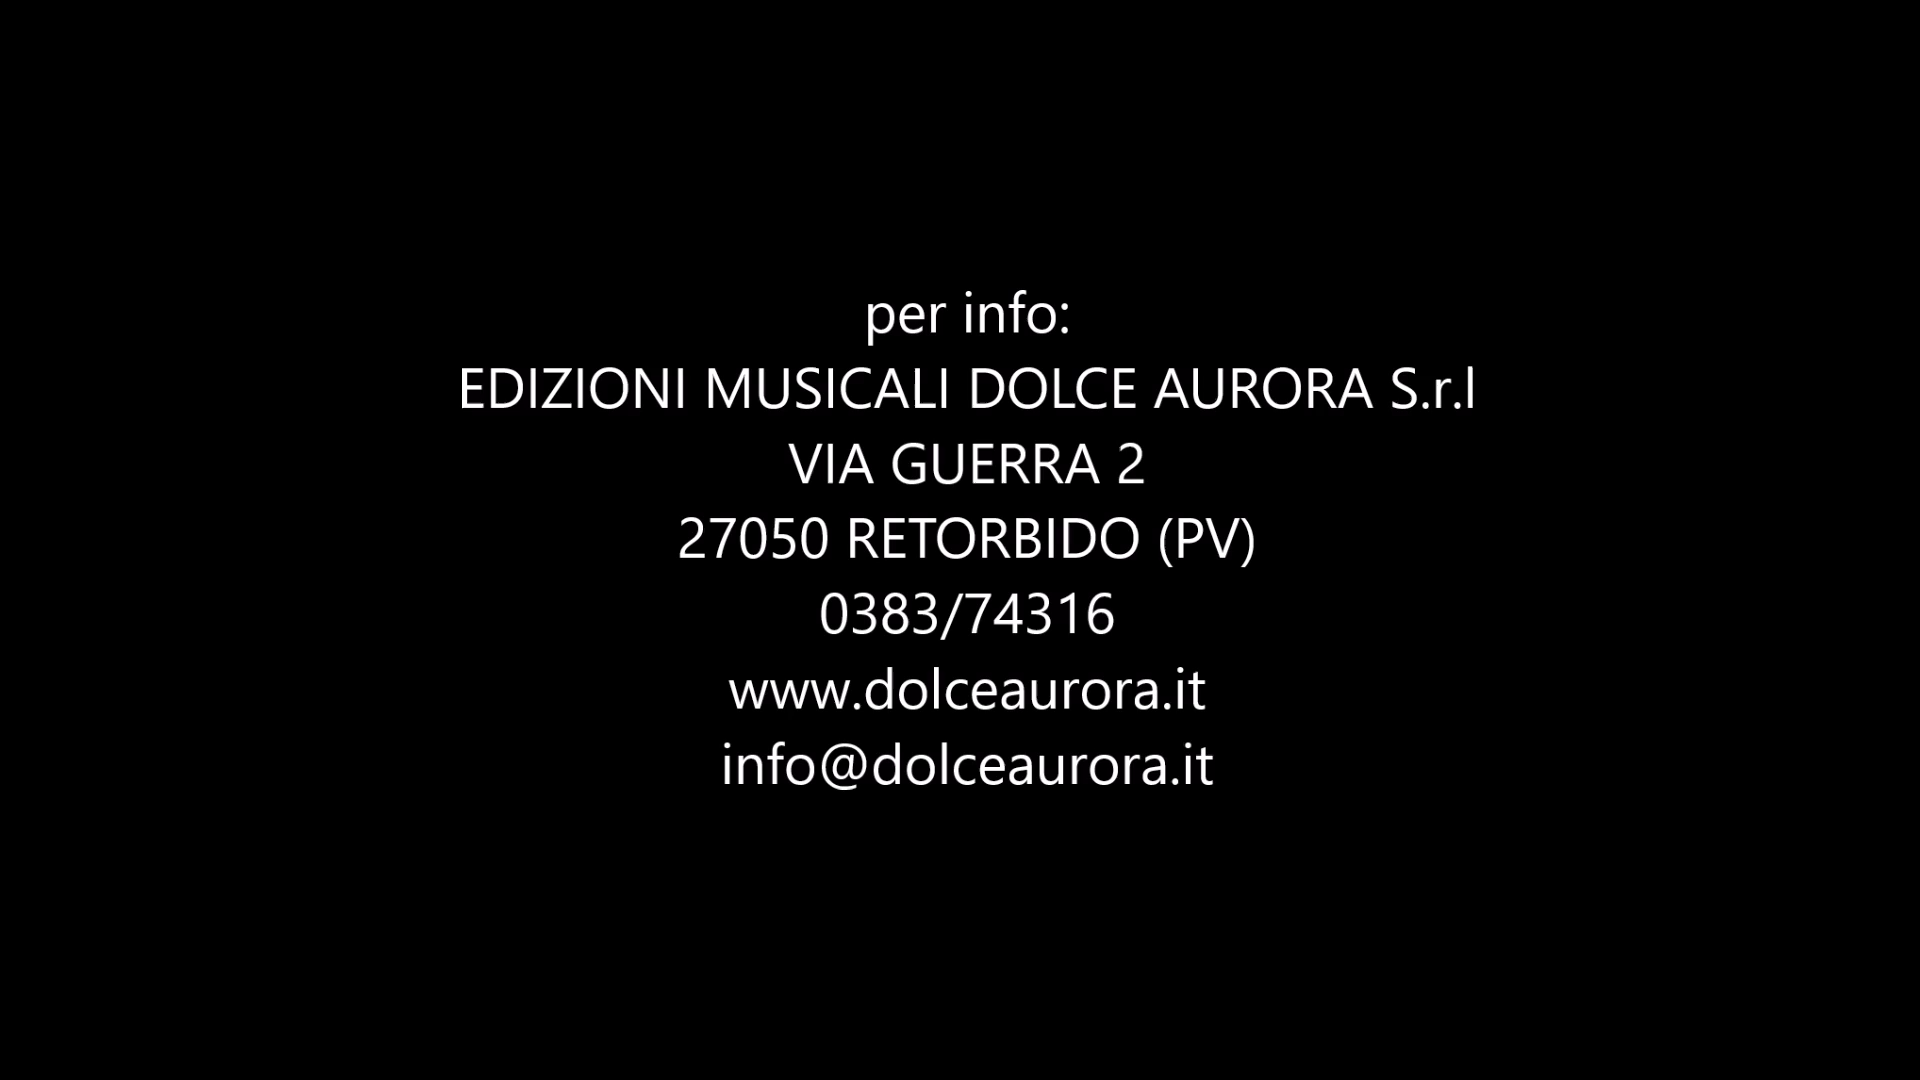 per info:
EDIZIONI MUSICALI DOLCE AURORA S.r.l
VIA GUERRA 2
27050 RETORBIDO (PV)
0383/74316
www.dolceaurora.it
info@dolceaurora.it